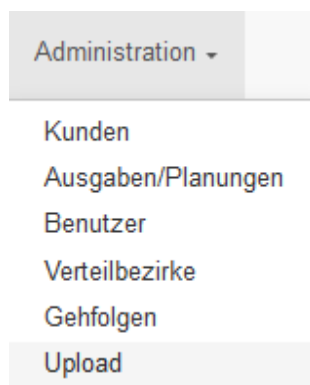 Administration
Kunden
Ausgaben/Planungen
Benutzer
Verteilbezirke
Gehfolgen
Upload